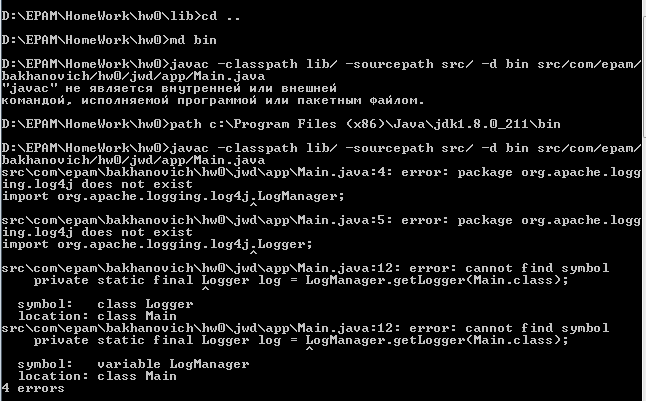 D:\EPAM\HomeWork\hw0\lib>cd ..
D:\EPAM\HomeWork\hw0>md bin
D:\EPAM\HomeWork\hw0>javac -classpath lib/ -sourcepath src/ -d bin src/com/epam/
bakhanovich/hw0/jwd/app/Main.java
"javac" не является внутренней или внешней
командой, исполняемой программой или пакетным файлом.
D:\EPAM\HomeWork\hw0>path c:\Program Files (x86)\Java\jdk1.8.0_211\bin
D:\EPAM\HomeWork\hw0>javac -classpath lib/ -sourcepath src/ -d bin src/com/epam/
bakhanovich/hw0/jwd/app/Main.java
src\com\epam\bakhanovich\hw0\jwd\app\Main.java:4: error: package org.apache.logg
ing.log4j does not exist
import org.apache.logging.log4j.LogManager;
^
src\com\epam\bakhanovich\hw0\jwd\app\Main.java:5: error: package org.apache.logg
ing.log4j does not exist
import org.apache.logging.log4j.Logger;
^
src\com\epam\bakhanovich\hw0\jwd\app\Main.java:12: error: cannot find symbol
private static final Logger log = LogManager.getLogger(Main.class);
^
symbol:   class Logger
location: class Main
src\com\epam\bakhanovich\hw0\jwd\app\Main.java:12: error: cannot find symbol
private static final Logger log = LogManager.getLogger(Main.class);
^
symbol:   variable LogManager
location: class Main
4 errors